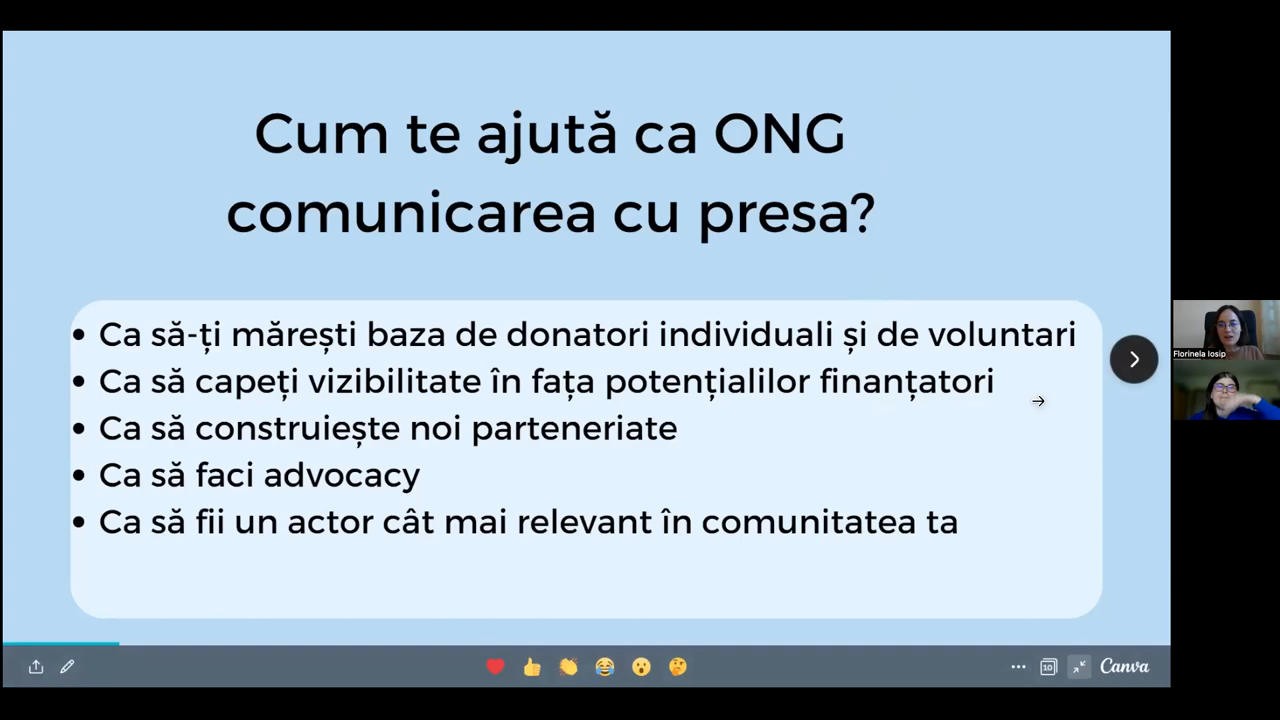 Cum te ajută ca ONG
comunicarea cu presa?
• Ca să-ți mărești baza de donatori individuali și de voluntari
• Ca să capeți vizibilitate în fața potențialilor finanțatori
• Ca să construiește noi parteneriate
• Ca să faci advocacy
• Ca să fii un actor cât mai relevant în comunitatea ta
Florinela Iosip
10
Canva